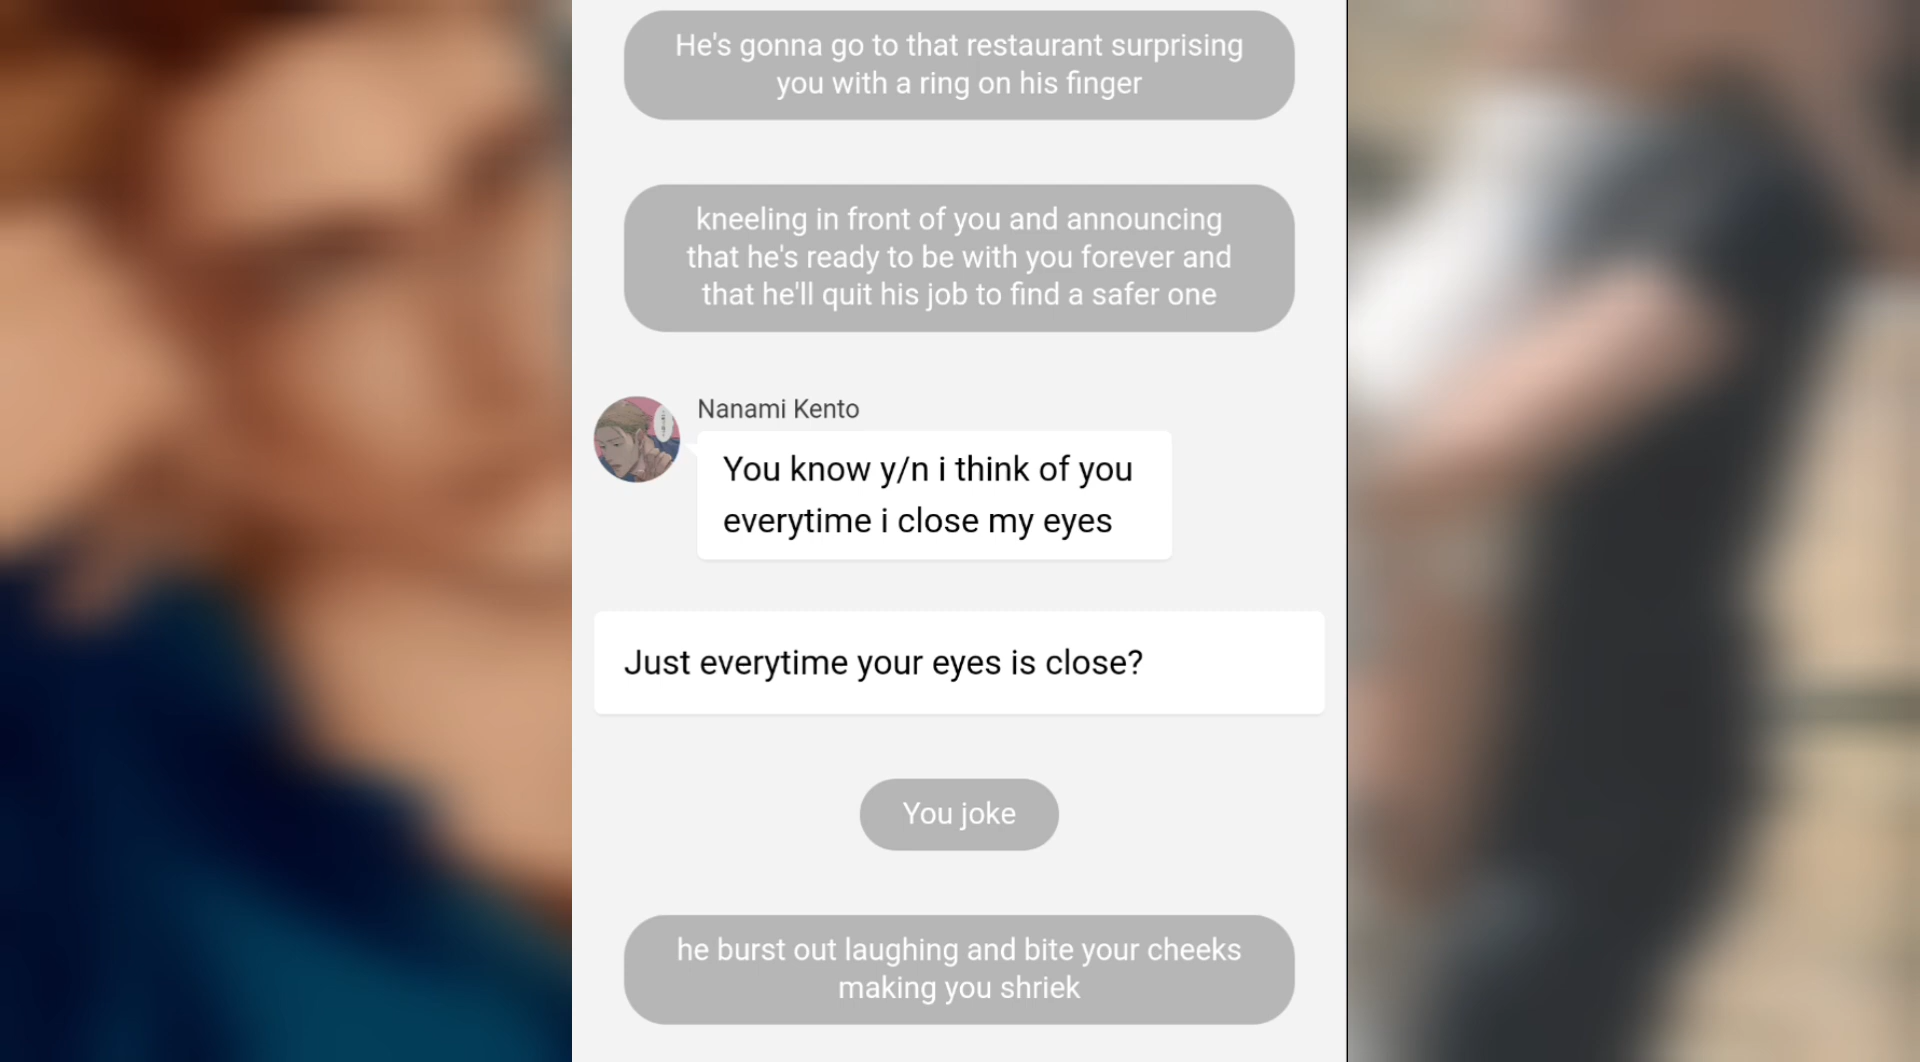 He's gonna go to that restaurant surprising
you with a ring on his finger
kneeling in front of you and announcing
that he's ready to be with you forever and
that he'll quit his job to find a safer one
Nanami Kento
You know y/n i think of you
everytime i close my eyes
Just everytime your eyes is close?
You joke
he burst out laughing and bite your cheeks
making you shriek